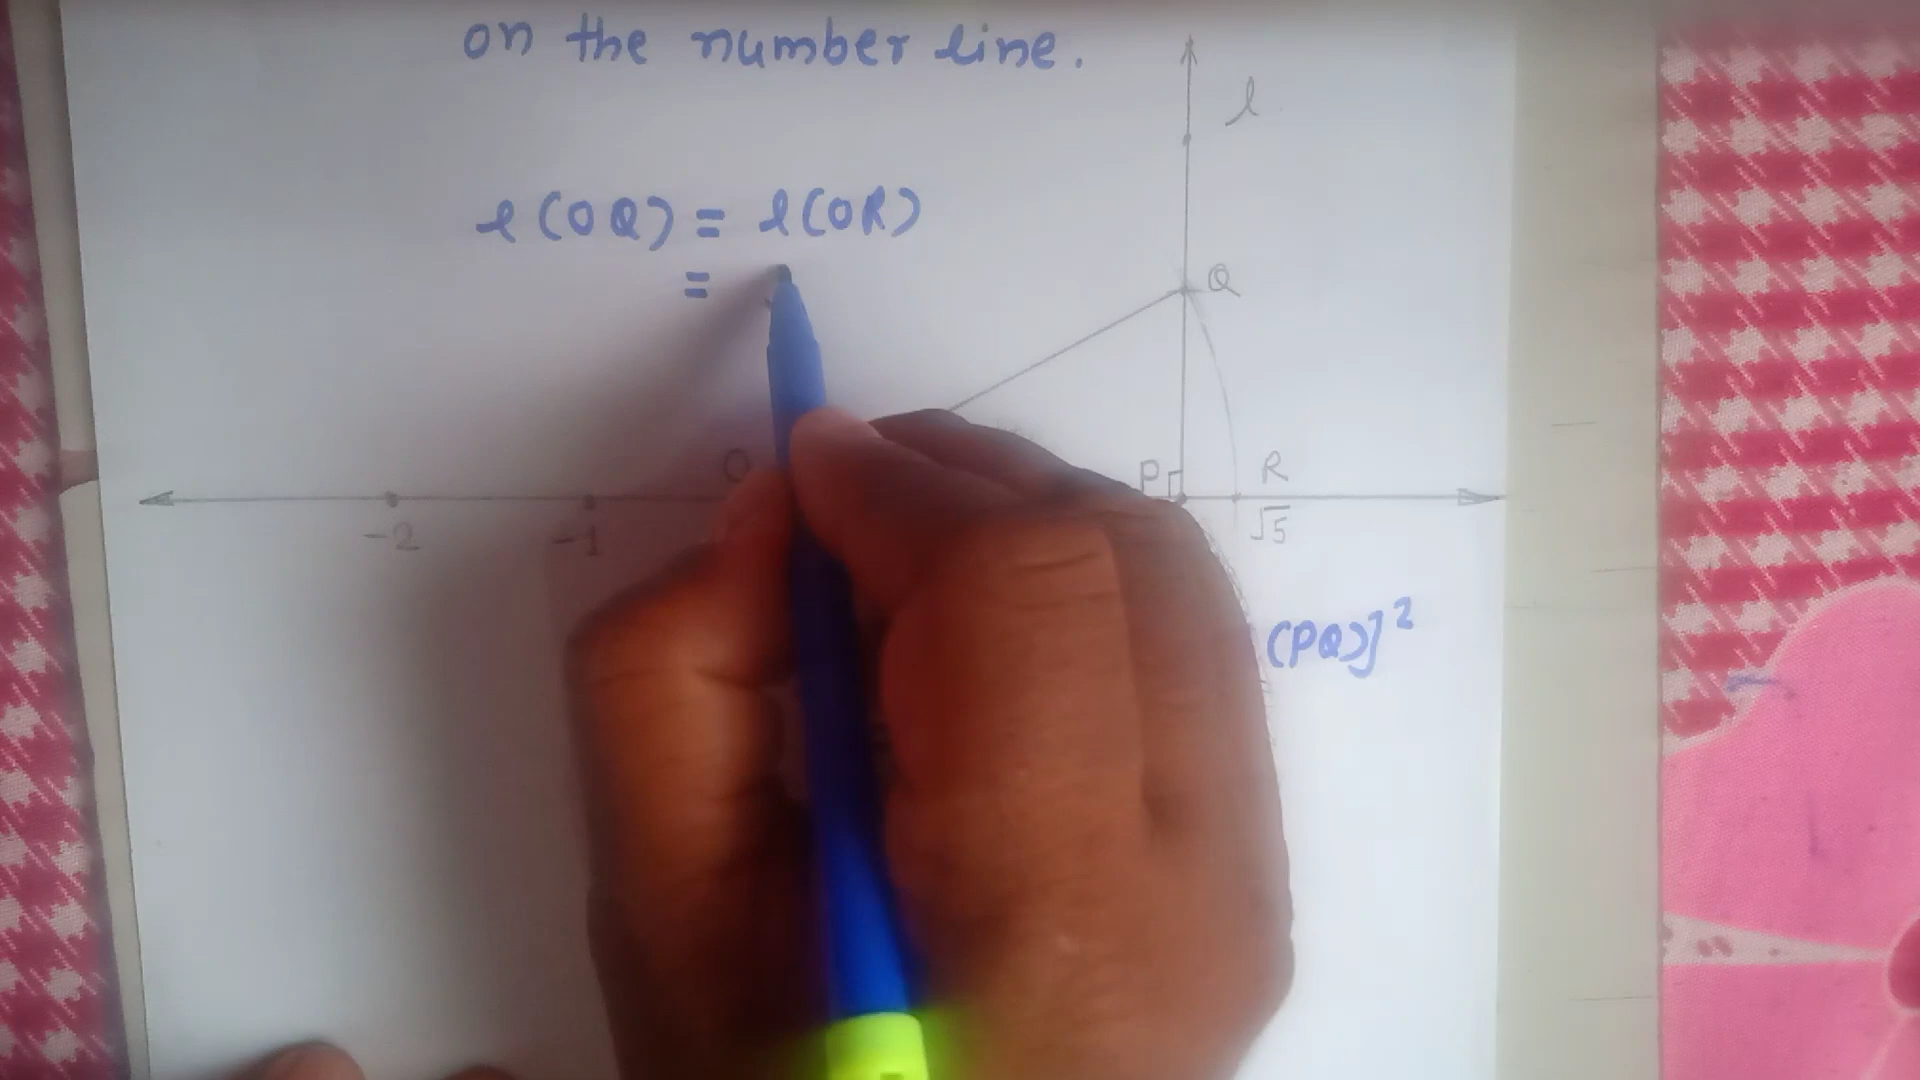 on the number line.
l
l(OQ) = l(OR)
=
Q
O P R
-2 -1 √5
(PQ)]²